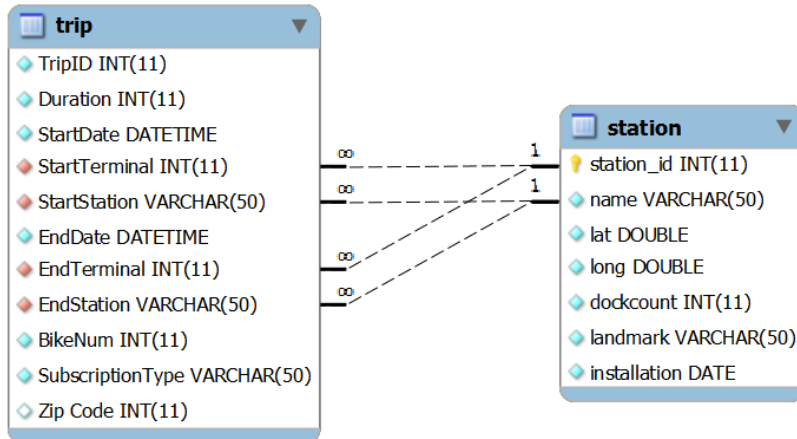 trip
TripID INT(11)
Duration INT(11)
StartDate DATETIME
StartTerminal INT(11)
StartStation VARCHAR(50)
EndDate DATETIME
EndTerminal INT(11)
EndStation VARCHAR(50)
BikeNum INT(11)
SubscriptionType VARCHAR(50)
Zip Code INT(11)
∞
∞
∞
∞
1
1
station
station_id INT(11)
name VARCHAR(50)
lat DOUBLE
long DOUBLE
dockcount INT(11)
landmark VARCHAR(50)
installation DATE